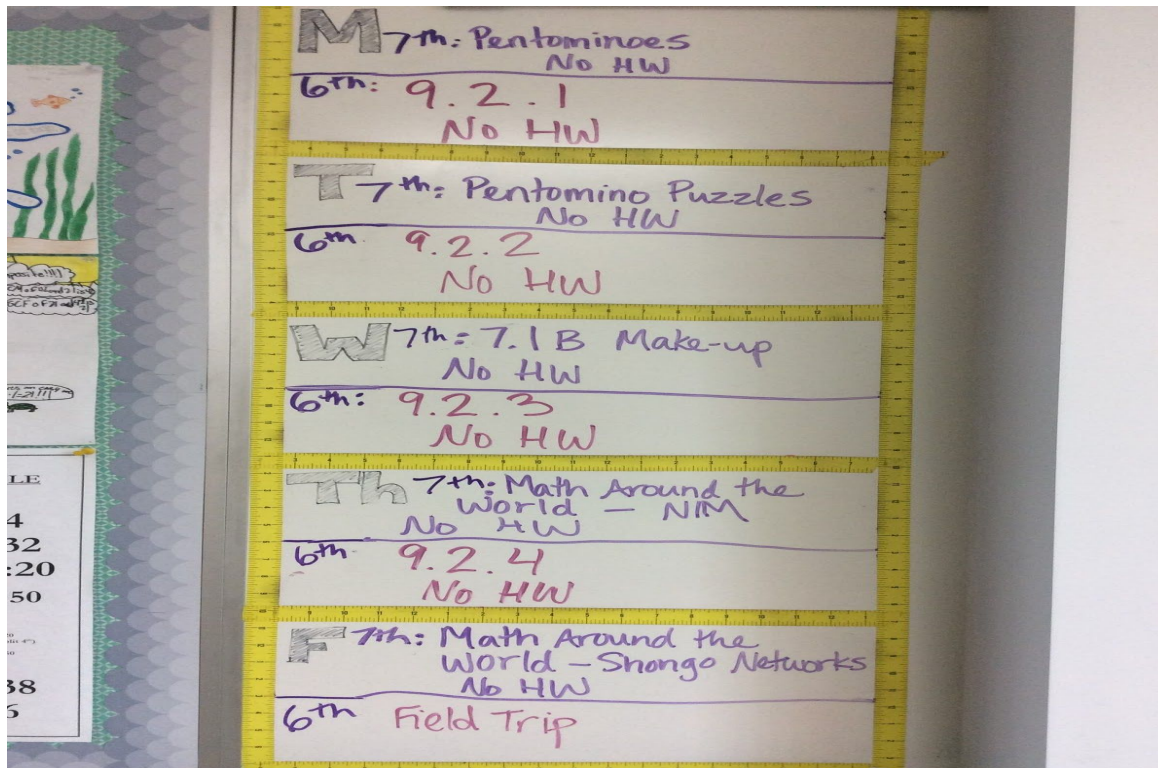 M 7th: Pentominoes
No HW
6th: 9.2.1
No HW
T 7th: Pentomino Puzzles
No HW
6th 9.2.2
No HW
W 7th: 7.1B Make-up
No HW
6th: 9.2.3
No HW
Th 7th: Math Around the
World - NIM
No HW
6th 9.2.4
No HW
F 7th: Math Around the
World - Shongo Networks
No HW
6th Field Trip
LE
4
32
:20
50
38
6